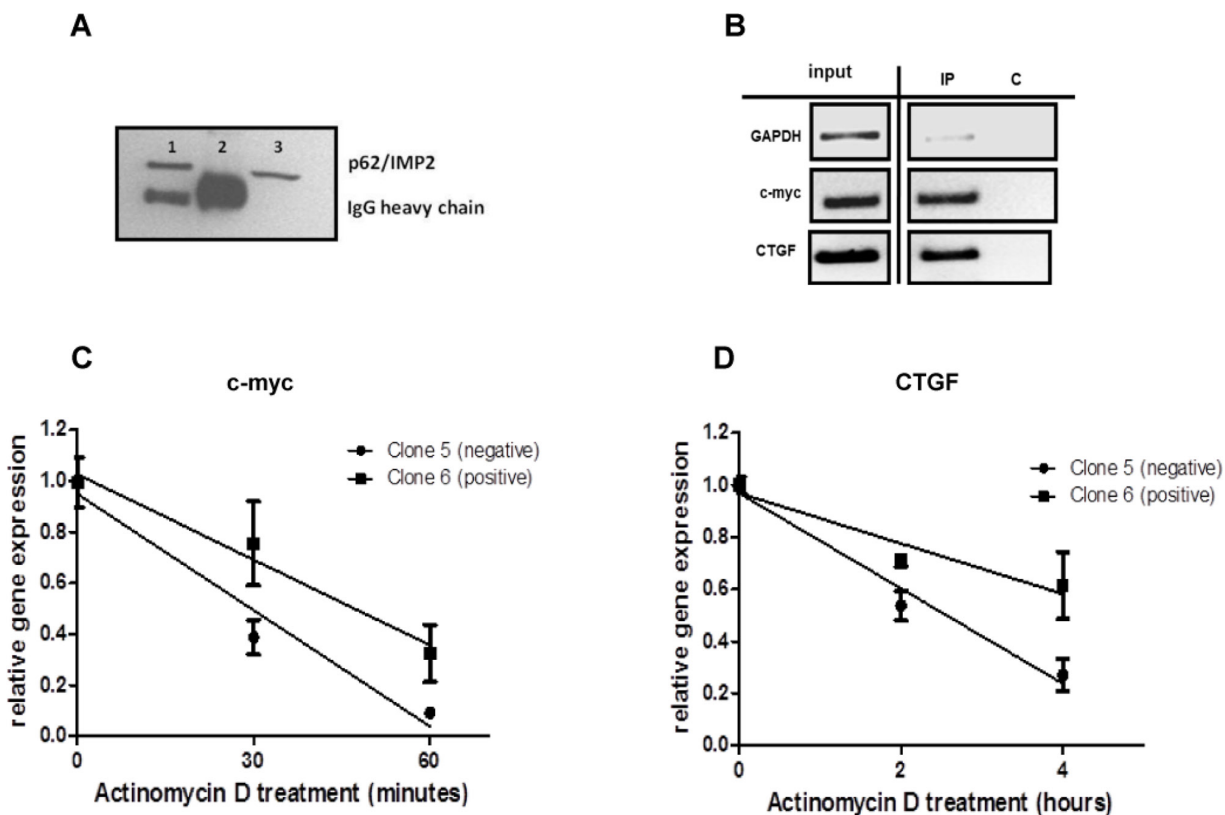 A
1 2 3
p62/IMP2
IgG heavy chain
B
input IP C
GAPDH
c-myc
CTGF
C
c-myc
relative gene expression
1.2
1.0
0.8
0.6
0.4
0.2
0.0
0 30 60
Actinomycin D treatment (minutes)
Clone 5 (negative)
Clone 6 (positive)
D
CTGF
relative gene expression
1.2
1.0
0.8
0.6
0.4
0.2
0.0
0 2 4
Actinomycin D treatment (hours)
Clone 5 (negative)
Clone 6 (positive)